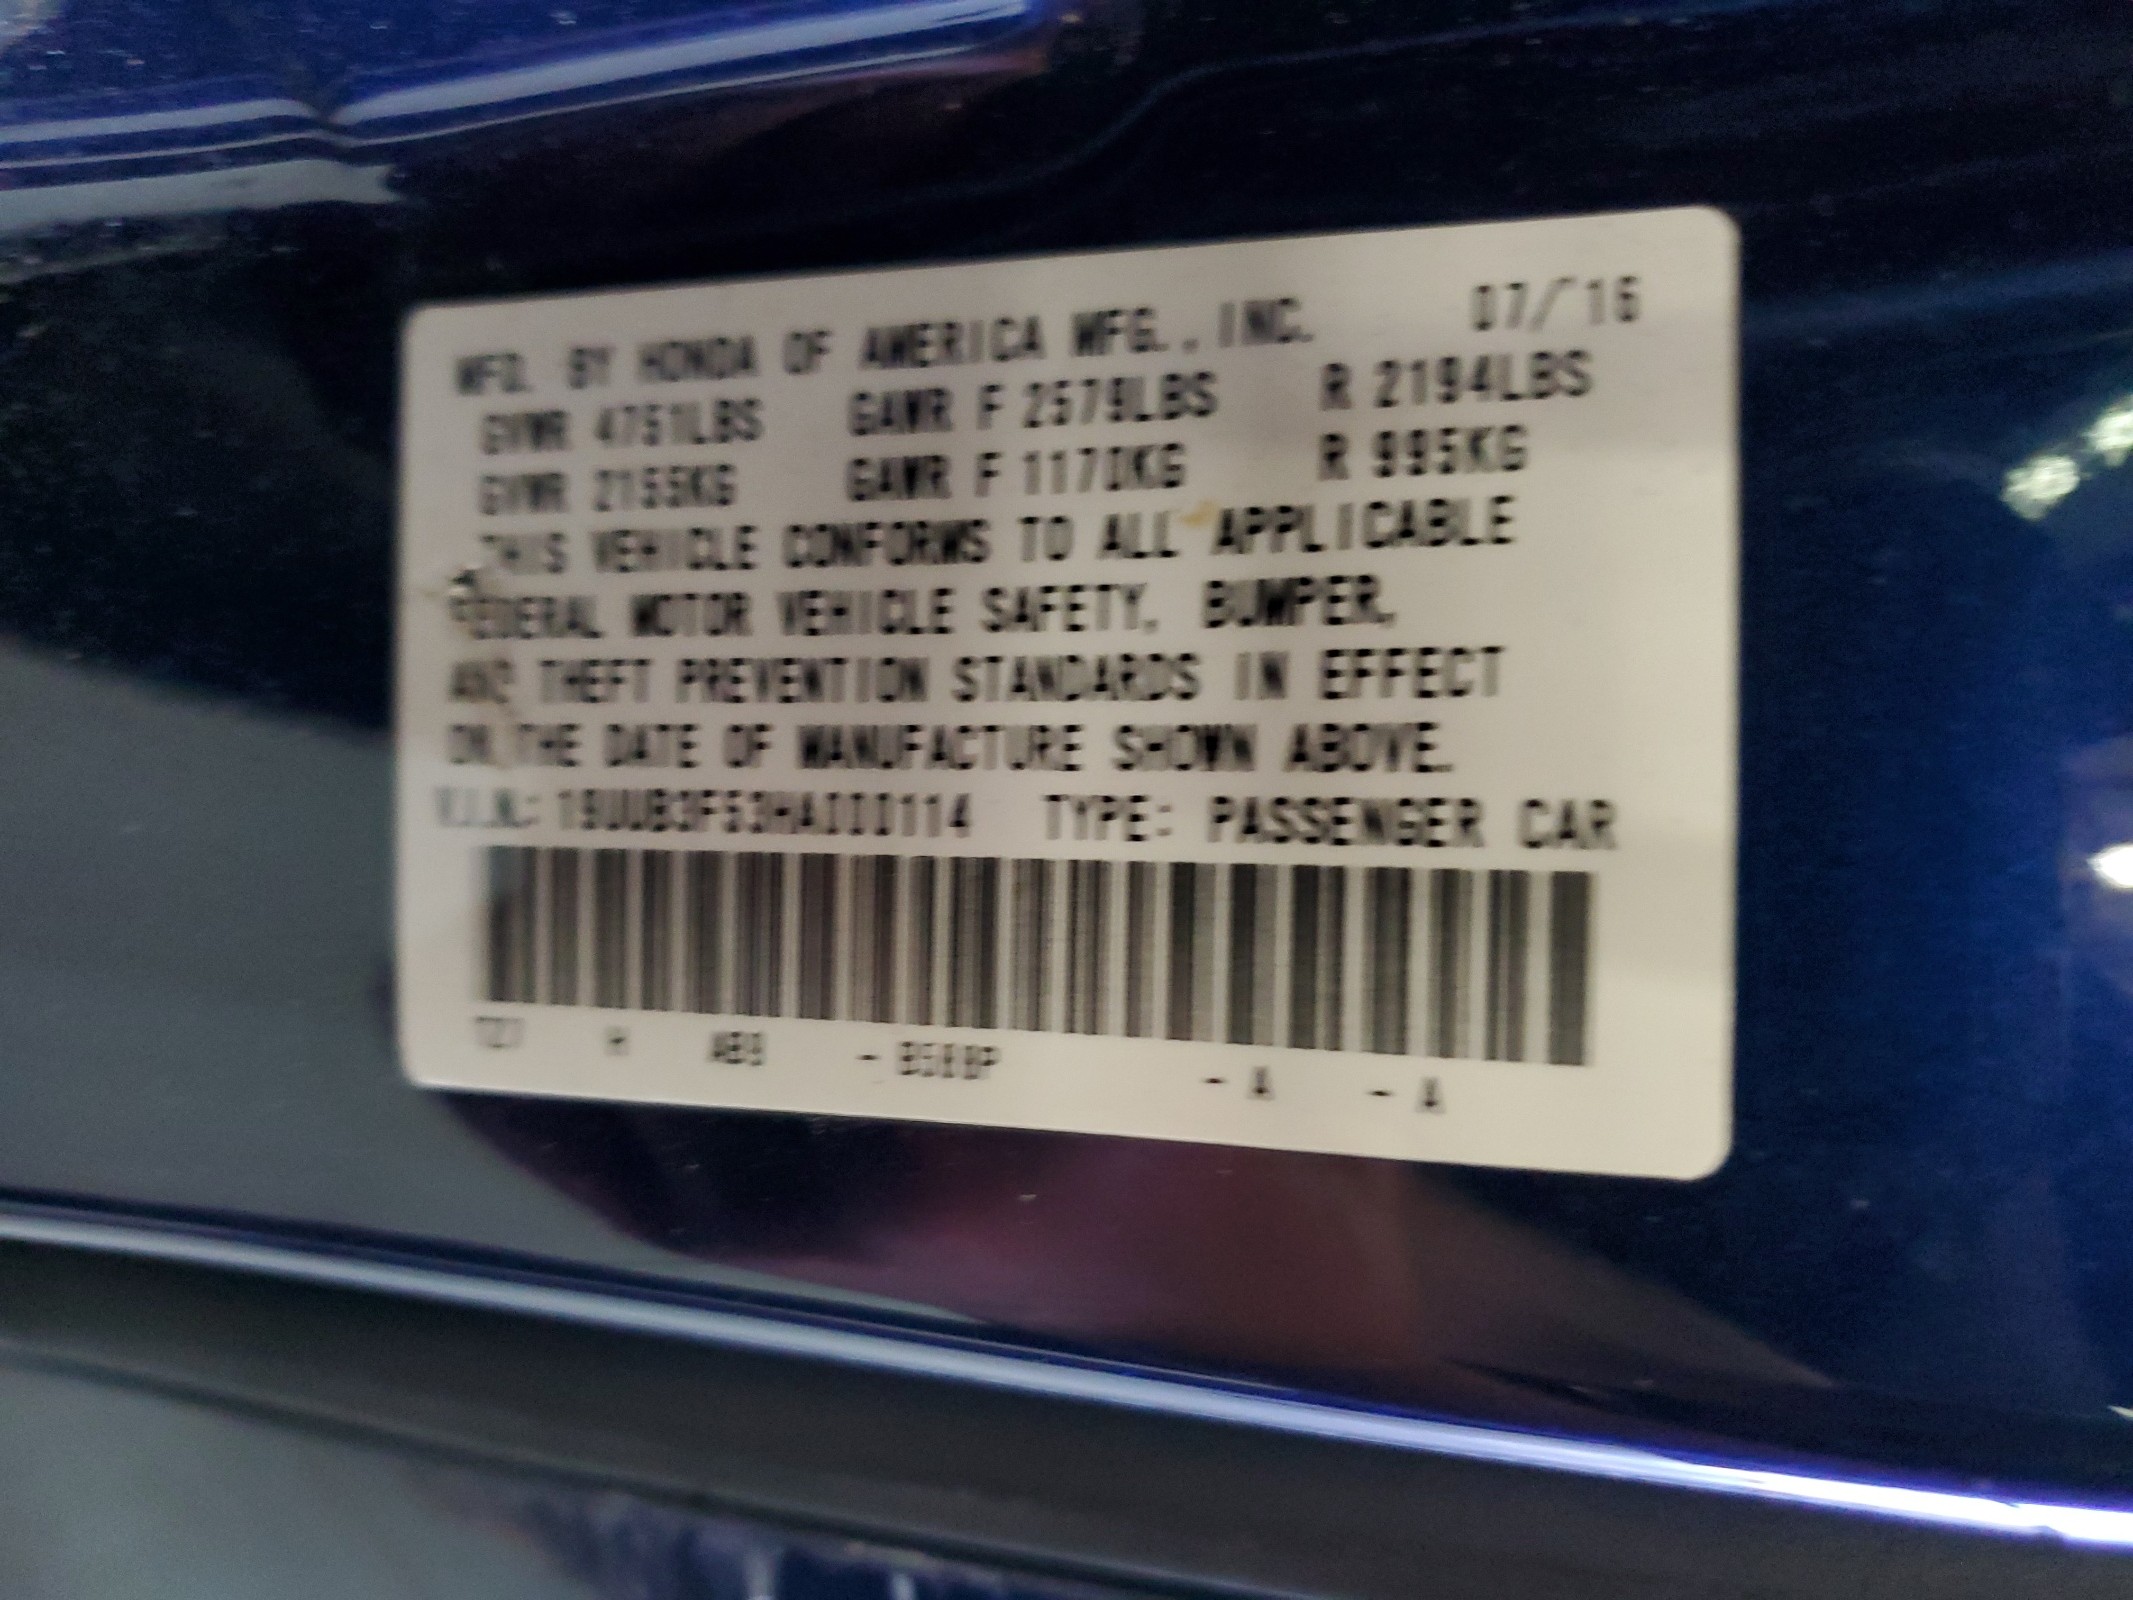 MFD. BY HONDA OF AMERICA MFG., INC. 07/'16
GVWR 4751LBS GAWR F 2579LBS R 2194LBS
GVWR 2155KG GAWR F 1170KG R 995KG
THIS VEHICLE CONFORMS TO ALL APPLICABLE
FEDERAL MOTOR VEHICLE SAFETY, BUMPER,
AND THEFT PREVENTION STANDARDS IN EFFECT
ON THE DATE OF MANUFACTURE SHOWN ABOVE.
V.I.N.: 19UUB3F53HA000114 TYPE: PASSENGER CAR
H - B588P - A - A